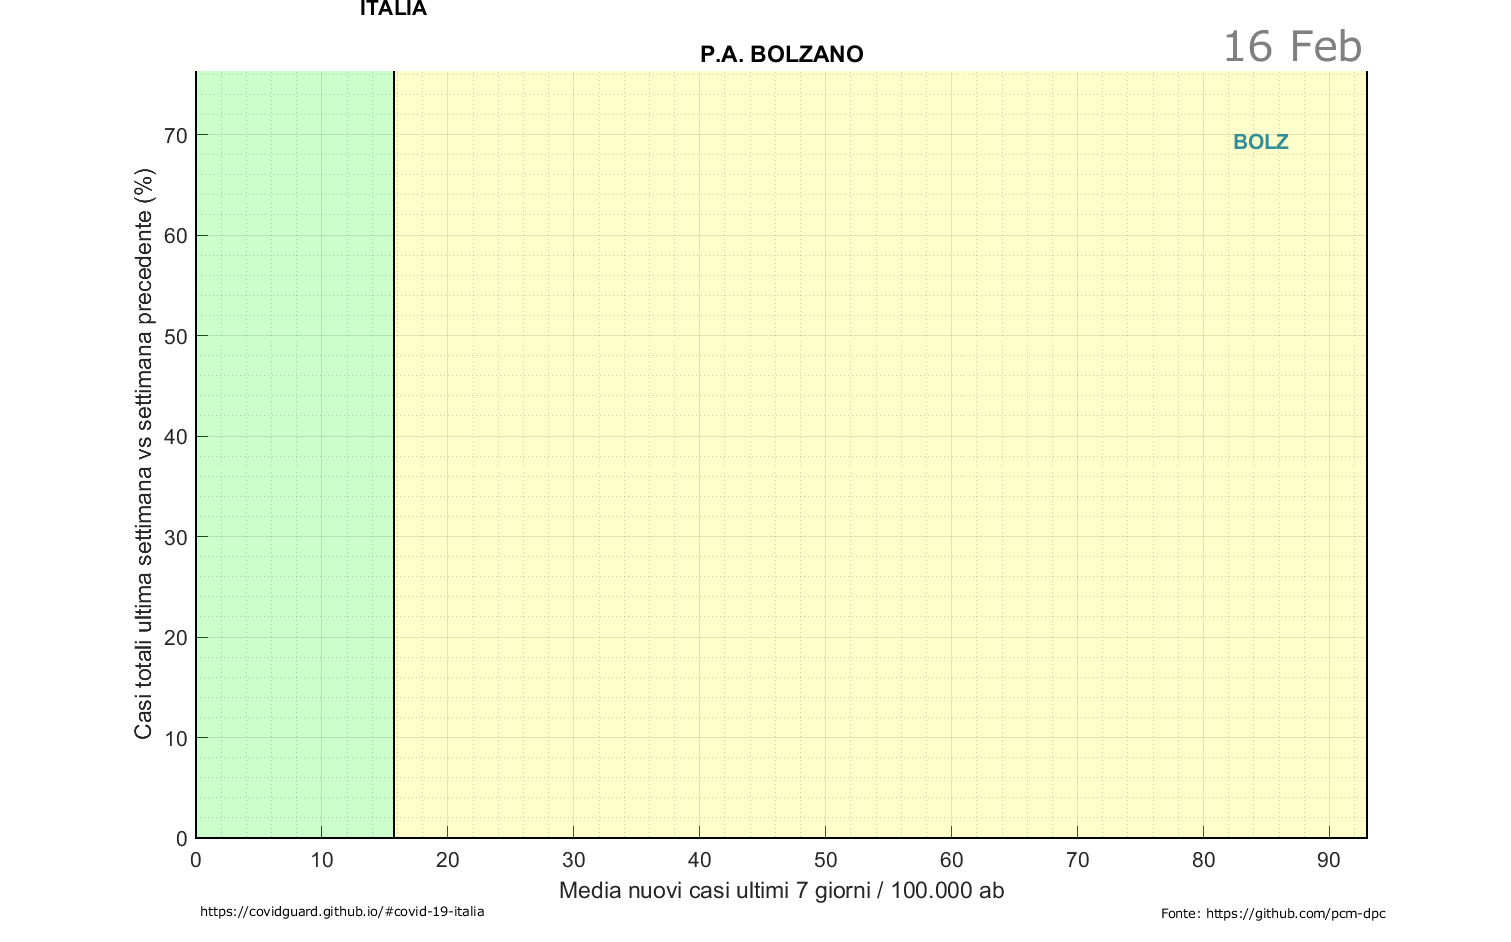 ITALIA
P.A. BOLZANO
16 Feb
BOLZ
70
60
50
40
30
20
10
0
Casi totali ultima settimana vs settimana precedente (%)
0 10 20 30 40 50 60 70 80 90
Media nuovi casi ultimi 7 giorni / 100.000 ab
https://covidguard.github.io/#covid-19-italia
Fonte: https://github.com/pcm-dpc